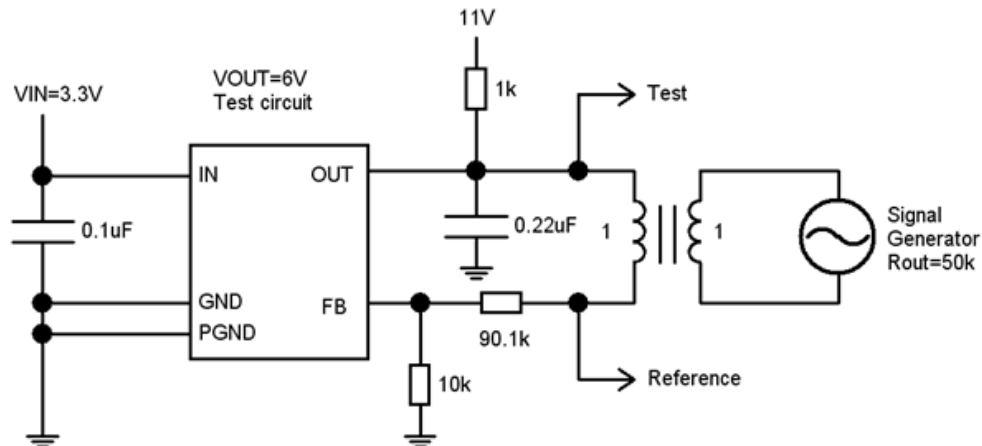 11V
VOUT=6V
Test circuit
1k
Test
VIN=3.3V
IN
OUT
0.1uF
0.22uF
1
1
Signal
Generator
Rout=50k
GND
FB
PGND
90.1k
10k
Reference